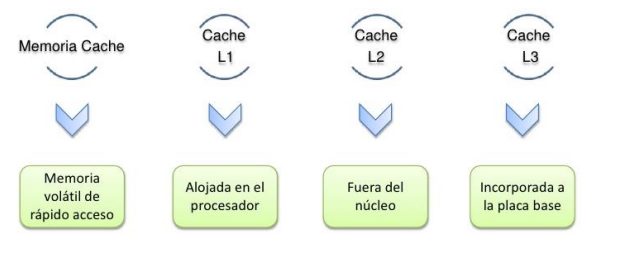 Memoria Cache
Cache
L1
Cache
L2
Cache
L3
Memoria
volátil de
rápido acceso
Alojada en el
procesador
Fuera del
núcleo
Incorporada a
la placa base